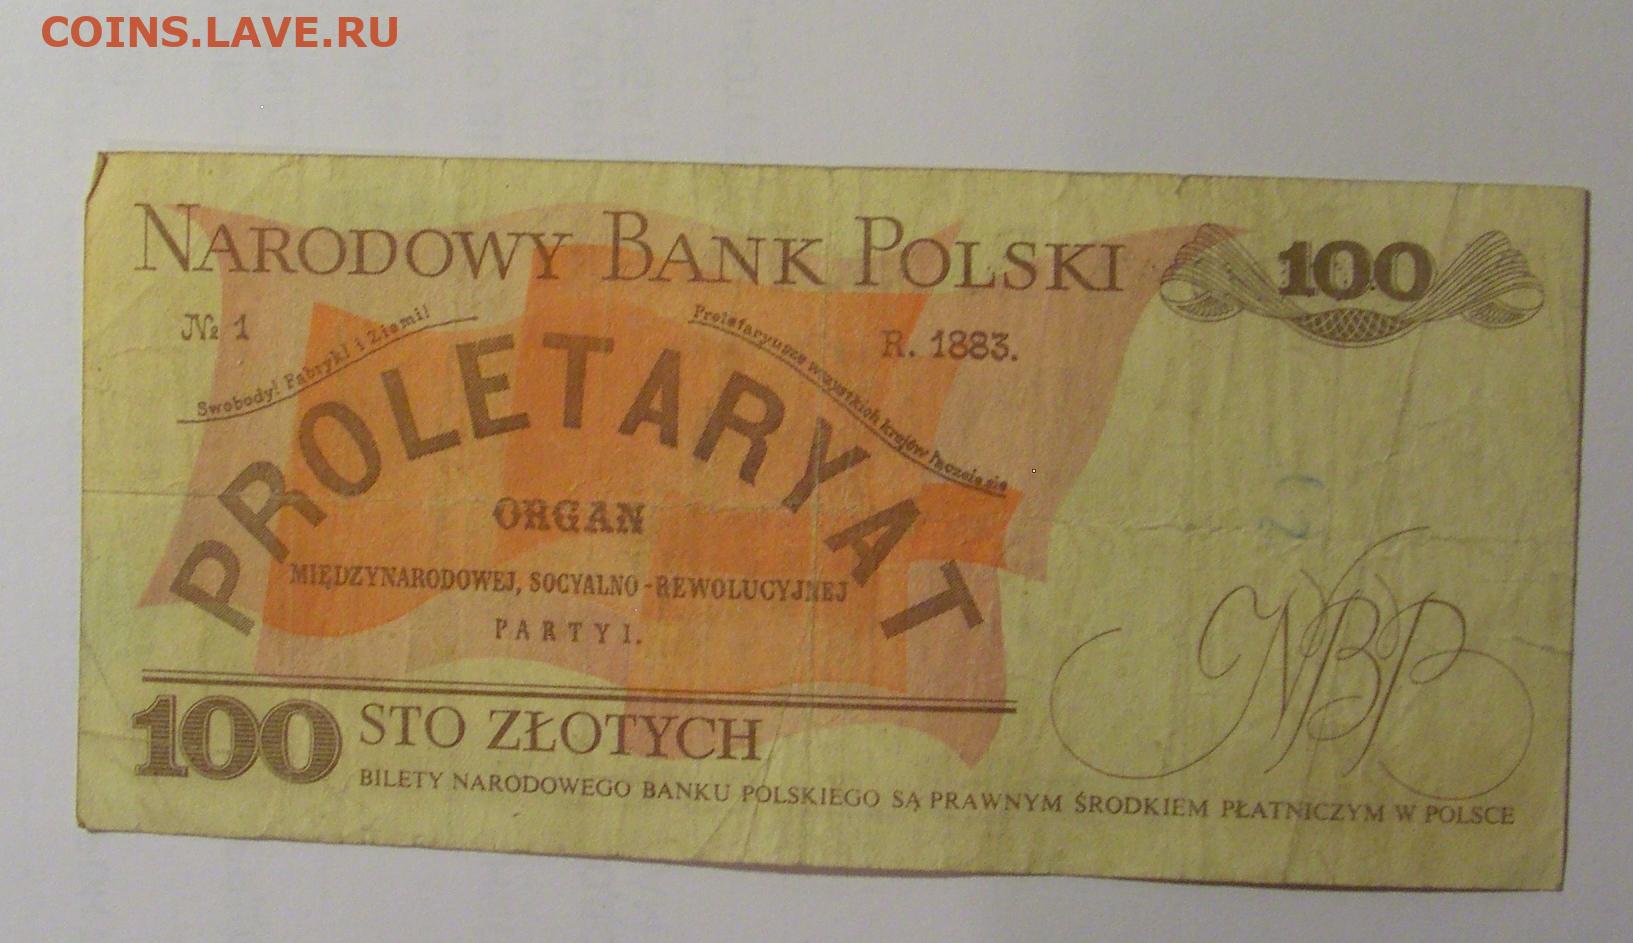 COINS.LAVE.RU
NARODOWY BANK POLSKI
100
№ 1
Swobody! Fabryki i Ziemi!
Proletaryusze wszystkich krajów łączcie się
R. 1883.
PROLETARYAT
ORGAN
MIĘDZYNARODOWEJ, SOCYALNO-REWOLUCYJNEJ
PARTYI.
NBP
100 STO ZŁOTYCH
BILETY NARODOWEGO BANKU POLSKIEGO SĄ PRAWNYM ŚRODKIEM PŁATNICZYM W POLSCE